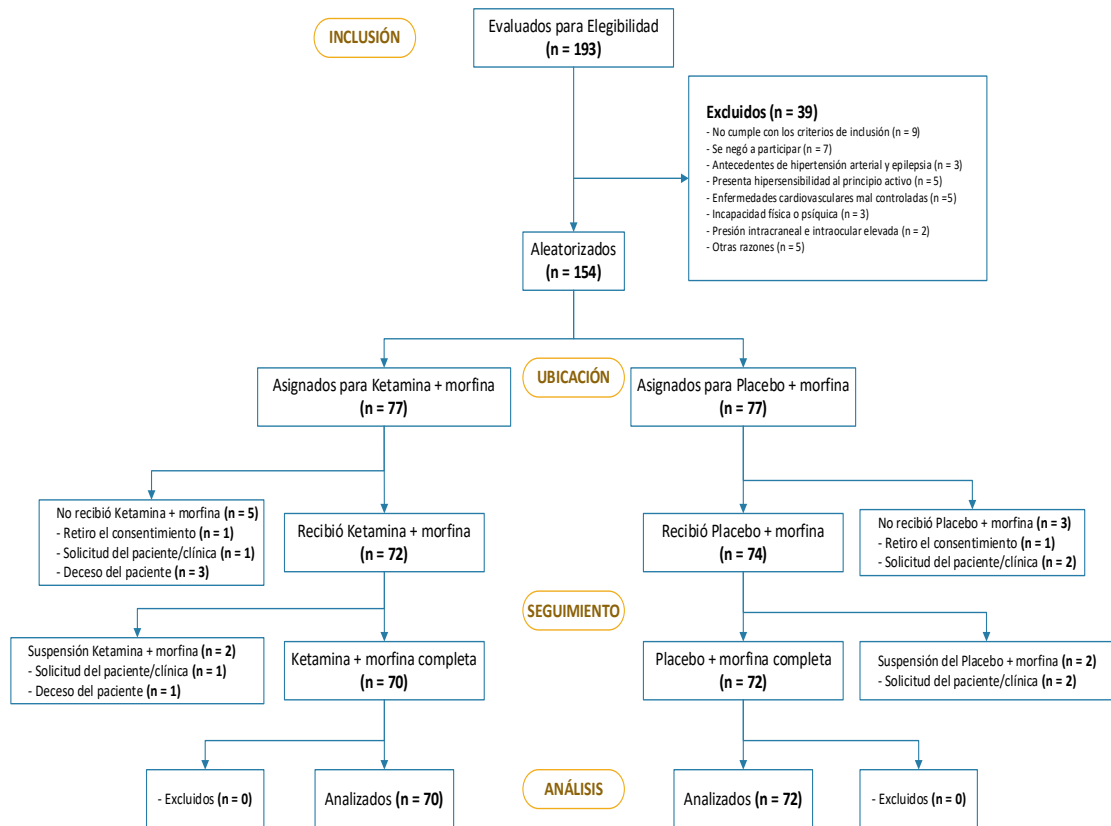 INCLUSIÓN
Evaluados para Elegibilidad
(n = 193)
Excluidos (n = 39)
- No cumple con los criterios de inclusión (n = 9)
- Se negó a participar (n = 7)
- Antecedentes de hipertensión arterial y epilepsia (n = 3)
- Presenta hipersensibilidad al principio activo (n = 5)
- Enfermedades cardiovasculares mal controladas (n =5)
- Incapacidad física o psíquica (n = 3)
- Presión intracraneal e intraocular elevada (n = 2)
- Otras razones (n = 5)
Aleatorizados
(n = 154)
UBICACIÓN
Asignados para Ketamina + morfina
(n = 77)
Asignados para Placebo + morfina
(n = 77)
No recibió Ketamina + morfina (n = 5)
- Retiro el consentimiento (n = 1)
- Solicitud del paciente/clínica (n = 1)
- Deceso del paciente (n = 3)
Recibió Ketamina + morfina
(n = 72)
Recibió Placebo + morfina
(n = 74)
No recibió Placebo + morfina (n = 3)
- Retiro el consentimiento (n = 1)
- Solicitud del paciente/clínica (n = 2)
SEGUIMIENTO
Suspensión Ketamina + morfina (n = 2)
- Solicitud del paciente/clínica (n = 1)
- Deceso del paciente (n = 1)
Ketamina + morfina completa
(n = 70)
Placebo + morfina completa
(n = 72)
Suspensión del Placebo + morfina (n = 2)
- Solicitud del paciente/clínica (n = 2)
ANÁLISIS
- Excluidos (n = 0)
Analizados (n = 70)
Analizados (n = 72)
- Excluidos (n = 0)